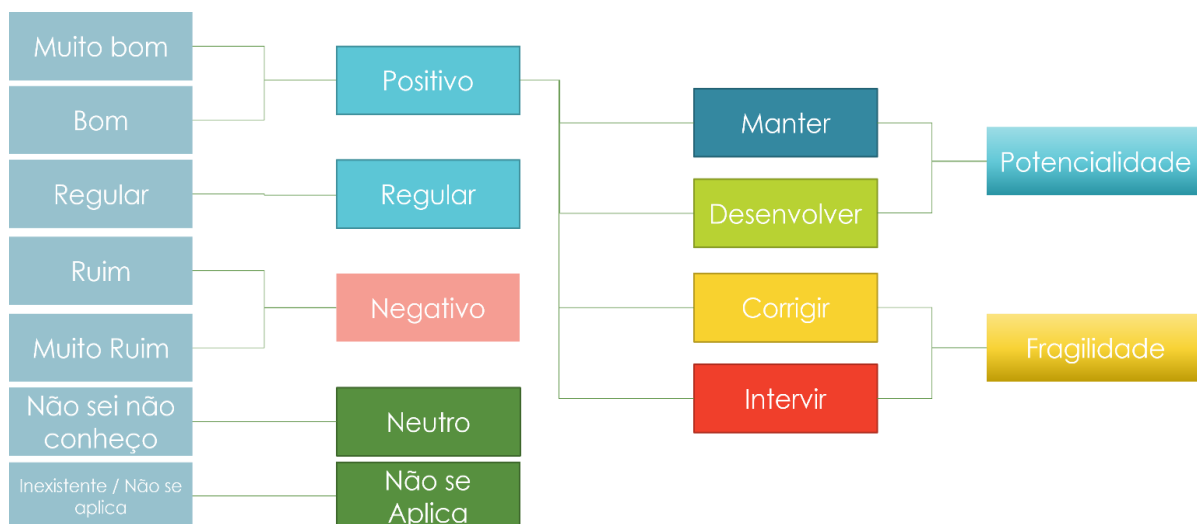 Muito bom
Bom
Regular
Ruim
Muito Ruim
Não sei não
conheço
Inexistente / Não se
aplica
Positivo
Regular
Negativo
Neutro
Não se
Aplica
Manter
Desenvolver
Corrigir
Intervir
Potencialidade
Fragilidade